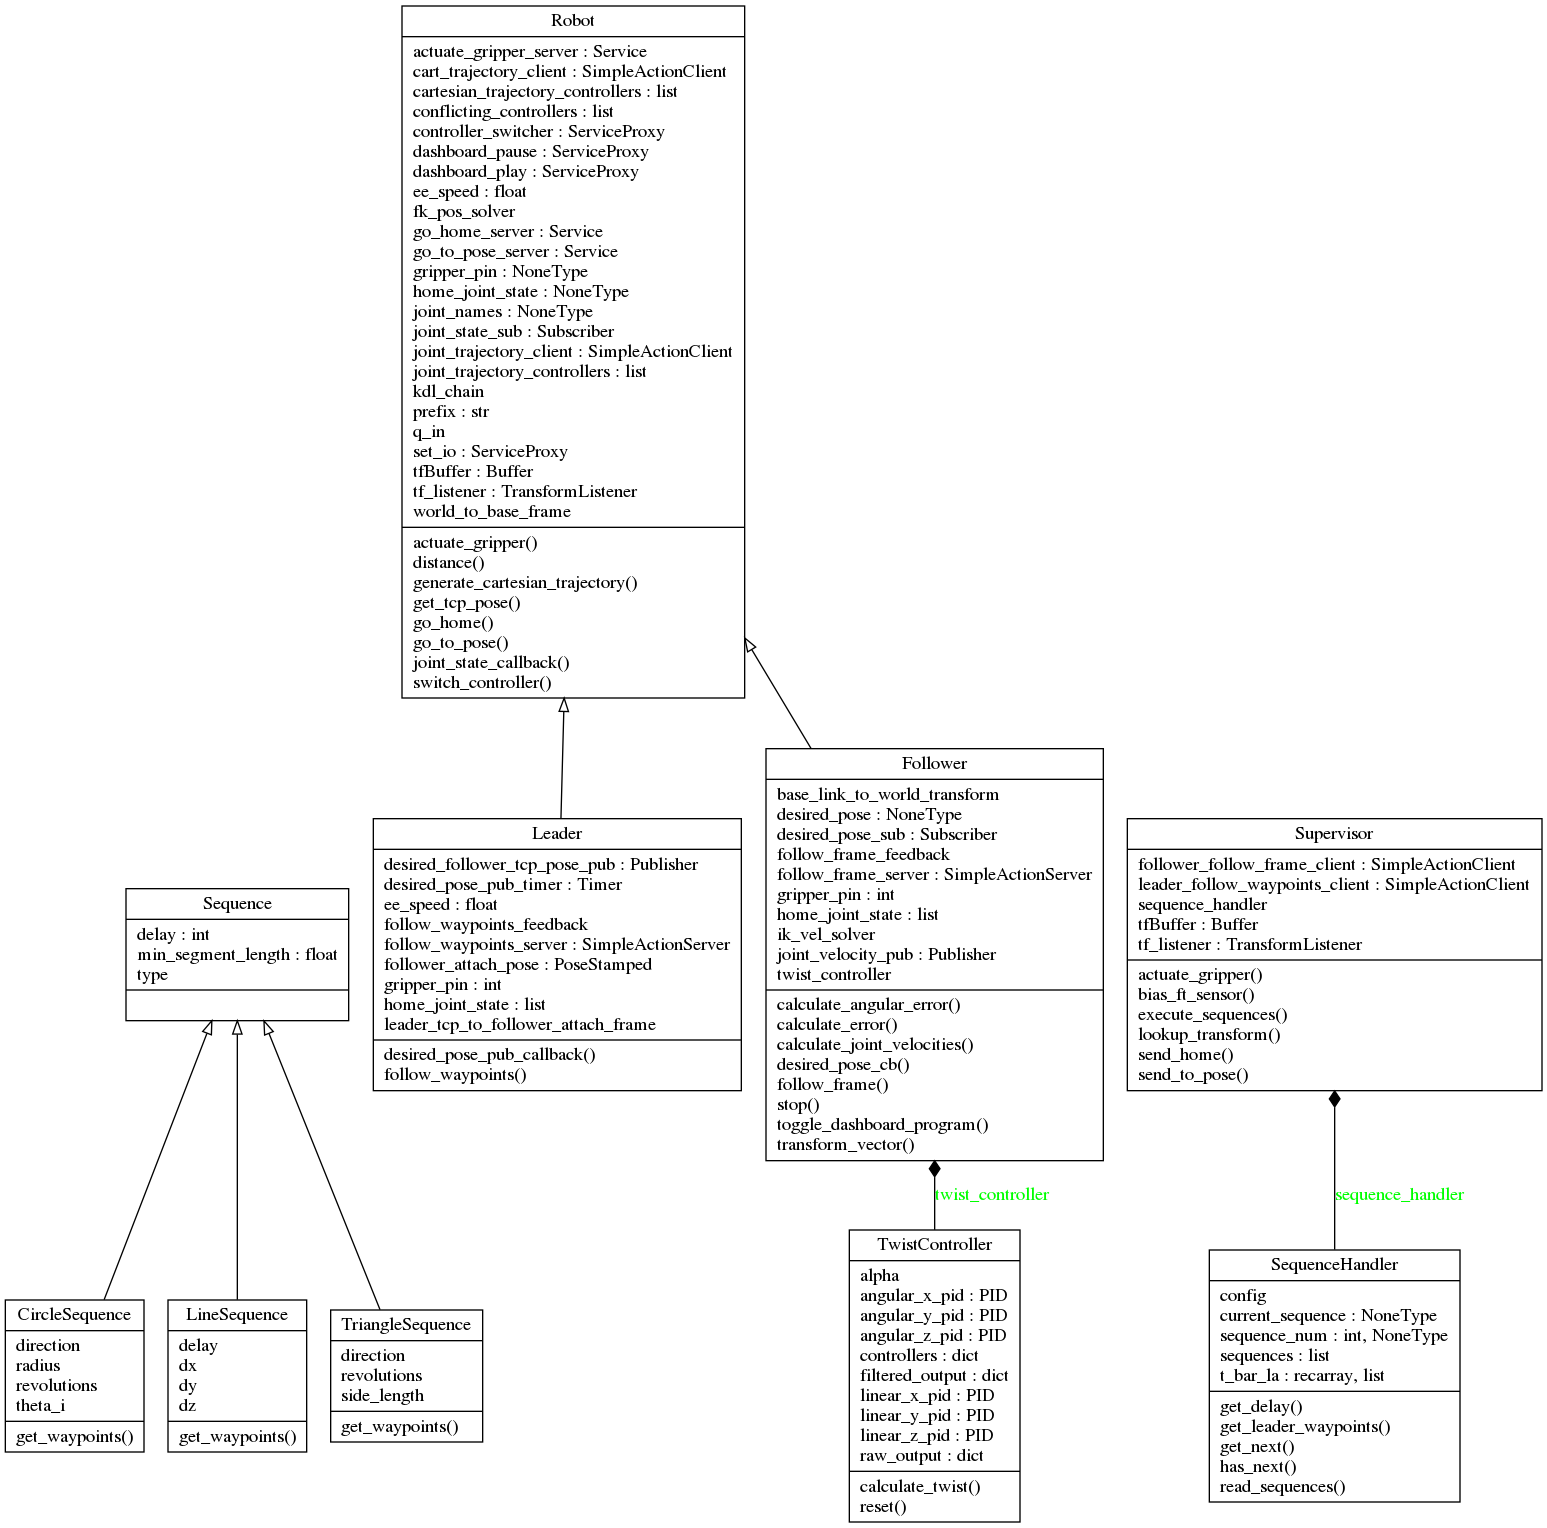 Robot
actuate_gripper_server : Service
cart_trajectory_client : SimpleActionClient
cartesian_trajectory_controllers : list
conflicting_controllers : list
controller_switcher : ServiceProxy
dashboard_pause : ServiceProxy
dashboard_play : ServiceProxy
ee_speed : float
fk_pos_solver
go_home_server : Service
go_to_pose_server : Service
gripper_pin : NoneType
home_joint_state : NoneType
joint_names : NoneType
joint_state_sub : Subscriber
joint_trajectory_client : SimpleActionClient
joint_trajectory_controllers : list
kdl_chain
prefix : str
q_in
set_io : ServiceProxy
tfBuffer : Buffer
tf_listener : TransformListener
world_to_base_frame
actuate_gripper()
distance()
generate_cartesian_trajectory()
get_tcp_pose()
go_home()
go_to_pose()
joint_state_callback()
switch_controller()
Sequence
delay : int
min_segment_length : float
type
Leader
desired_follower_tcp_pose_pub : Publisher
desired_pose_pub_timer : Timer
ee_speed : float
follow_waypoints_feedback
follow_waypoints_server : SimpleActionServer
follower_attach_pose : PoseStamped
gripper_pin : int
home_joint_state : list
leader_tcp_to_follower_attach_frame
desired_pose_pub_callback()
follow_waypoints()
Follower
base_link_to_world_transform
desired_pose : NoneType
desired_pose_sub : Subscriber
follow_frame_feedback
follow_frame_server : SimpleActionServer
gripper_pin : int
home_joint_state : list
ik_vel_solver
joint_velocity_pub : Publisher
twist_controller
calculate_angular_error()
calculate_error()
calculate_joint_velocities()
desired_pose_cb()
follow_frame()
stop()
toggle_dashboard_program()
transform_vector()
Supervisor
follower_follow_frame_client : SimpleActionClient
leader_follow_waypoints_client : SimpleActionClient
sequence_handler
tfBuffer : Buffer
tf_listener : TransformListener
actuate_gripper()
bias_ft_sensor()
execute_sequences()
lookup_transform()
send_home()
send_to_pose()
twist_controller
sequence_handler
CircleSequence
direction
radius
revolutions
theta_i
get_waypoints()
LineSequence
delay
dx
dy
dz
get_waypoints()
TriangleSequence
direction
revolutions
side_length
get_waypoints()
TwistController
alpha
angular_x_pid : PID
angular_y_pid : PID
angular_z_pid : PID
controllers : dict
filtered_output : dict
linear_x_pid : PID
linear_y_pid : PID
linear_z_pid : PID
raw_output : dict
calculate_twist()
reset()
SequenceHandler
config
current_sequence : NoneType
sequence_num : int, NoneType
sequences : list
t_bar_la : recarray, list
get_delay()
get_leader_waypoints()
get_next()
has_next()
read_sequences()